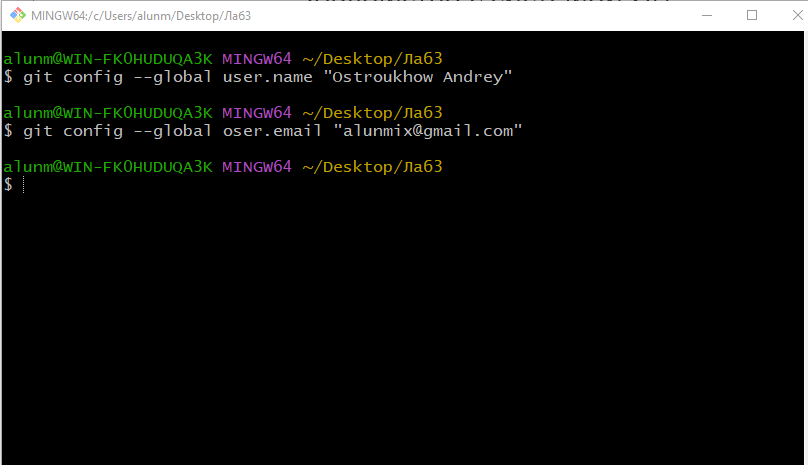 MINGW64:/c/Users/alunm/Desktop/Ла63
alunm@WIN-FK0HUDUQA3K MINGW64 ~/Desktop/Ла63
$ git config --global user.name "Ostroukhow Andrey"
alunm@WIN-FK0HUDUQA3K MINGW64 ~/Desktop/Ла63
$ git config --global oser.email "alunmix@gmail.com"
alunm@WIN-FK0HUDUQA3K MINGW64 ~/Desktop/Ла63
$